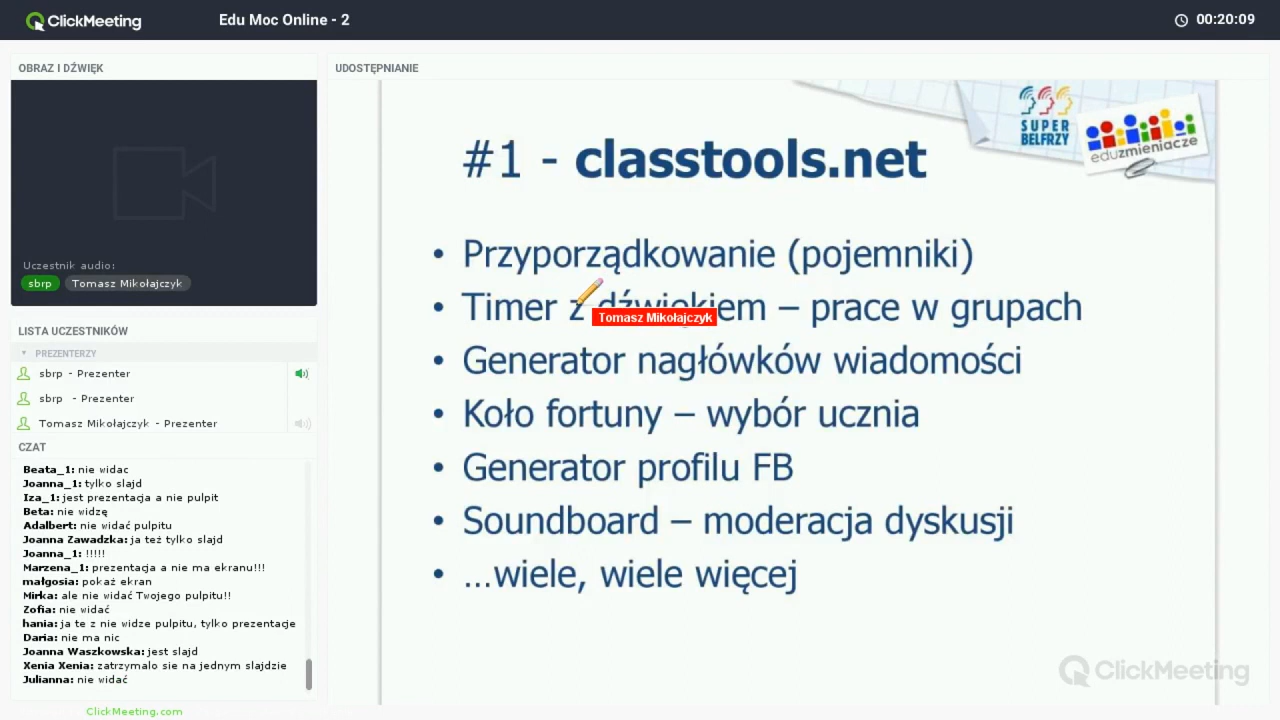 ClickMeeting
Edu Moc Online - 2
00:20:09
OBRAZ I DŹWIĘK
Uczestnik audio:
sbrp
Tomasz Mikołajczyk
LISTA UCZESTNIKÓW
PREZENTERZY
sbrp - Prezenter
sbrp - Prezenter
Tomasz Mikołajczyk - Prezenter
CZAT
Beata_1: nie widac
Joanna_1: tylko slajd
Iza_1: jest prezentacja a nie pulpit
Beta: nie widzę
Adalbert: nie widać pulpitu
Joanna Zawadzka: ja też tylko slajd
Joanna_1: !!!!!
Marzena_1: prezentacja a nie ma ekranu!!!
małgosia: pokaż ekran
Mirka: ale nie widać Twojego pulpitu!!
Zofia: nie widać
hania: ja te z nie widze pulpitu, tylko prezentacje
Daria: nie ma nic
Joanna Waszkowska: jest slajd
Xenia Xenia: zatrzymalo sie na jednym slajdzie
Julianna: nie widać
ClickMeeting.com
UDOSTĘPNIANIE
SUPER
BELFRZY
eduzmieniacze
#1 - classtools.net
• Przyporządkowanie (pojemniki)
• Timer z dźwiękiem – prace w grupach
Tomasz Mikołajczyk
• Generator nagłówków wiadomości
• Koło fortuny – wybór ucznia
• Generator profilu FB
• Soundboard – moderacja dyskusji
• …wiele, wiele więcej
ClickMeeting